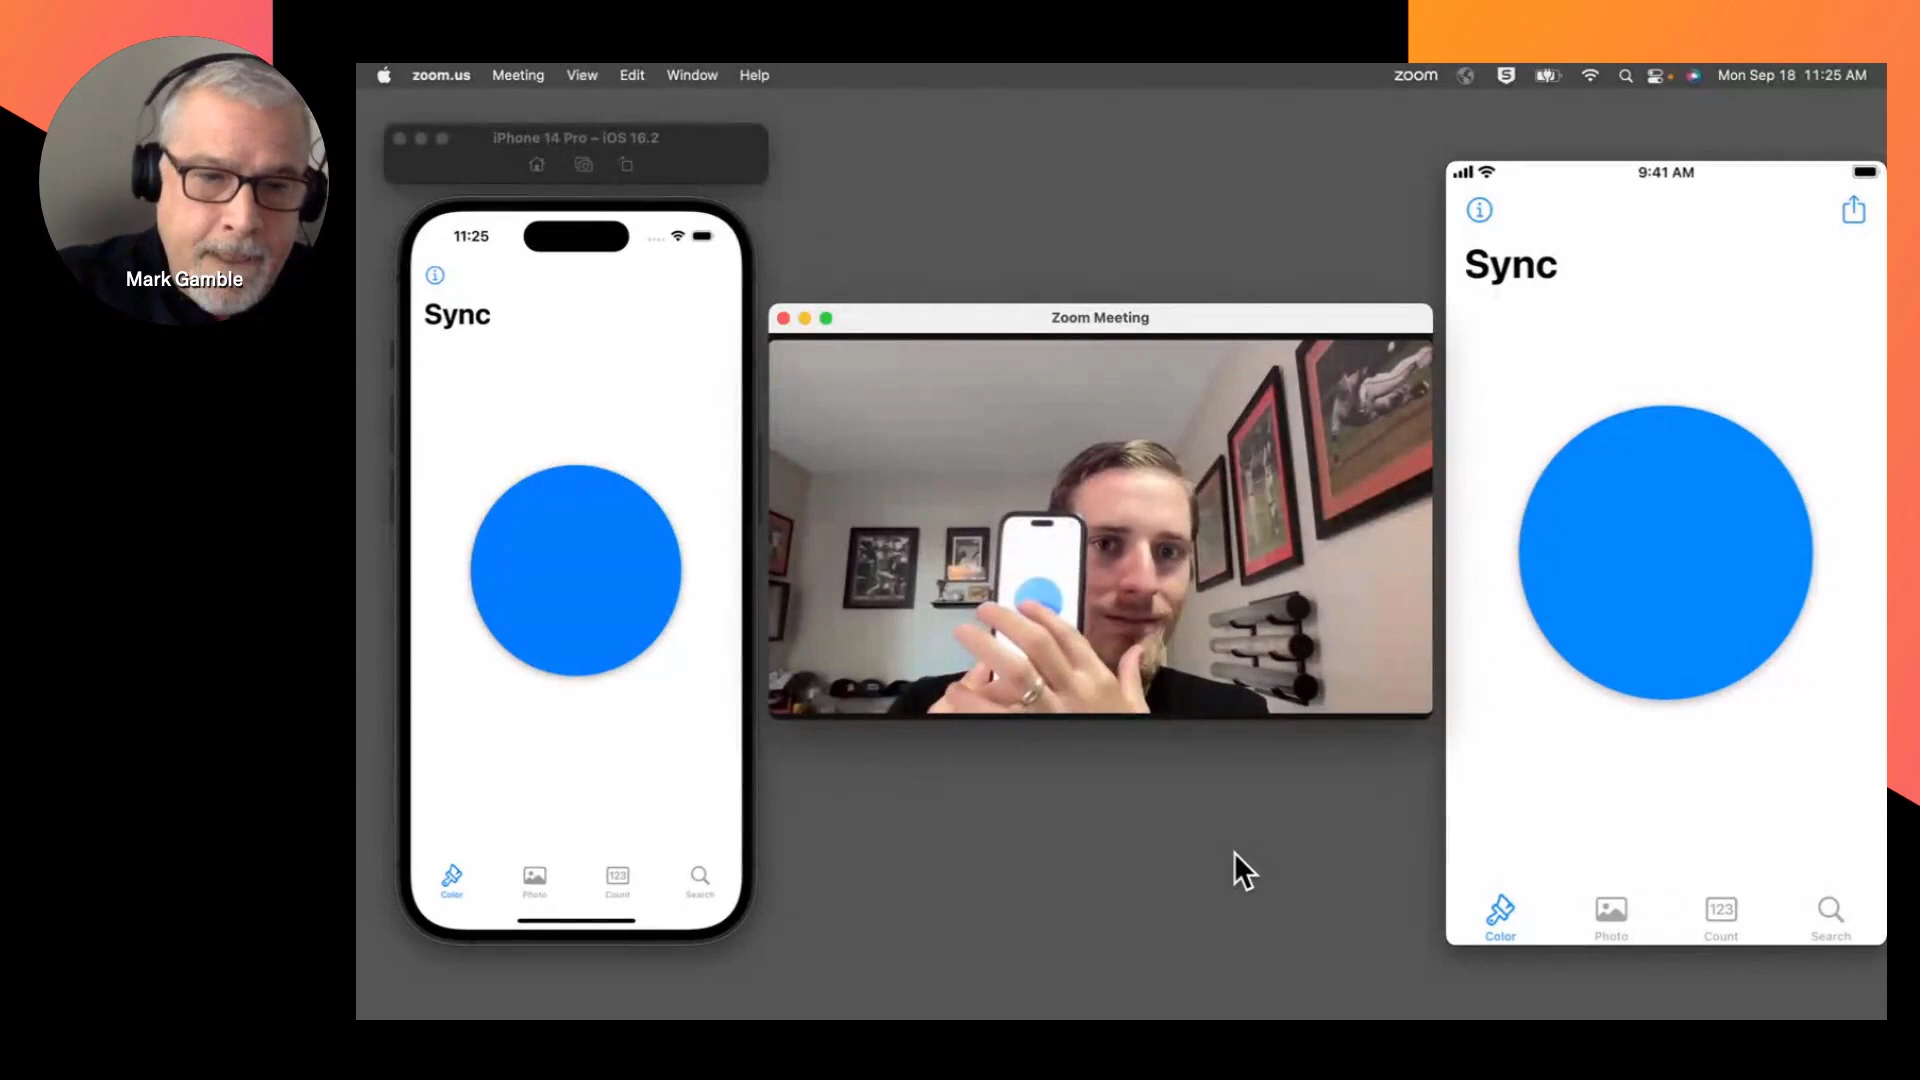 Mark Gamble
zoom.us Meeting View Edit Window Help
zoom Mon Sep 18 11:25 AM
iPhone 14 Pro – iOS 16.2
11:25
Sync
Color Photo 123 Count Search
Zoom Meeting
9:41 AM
Sync
Color Photo 123 Count Search